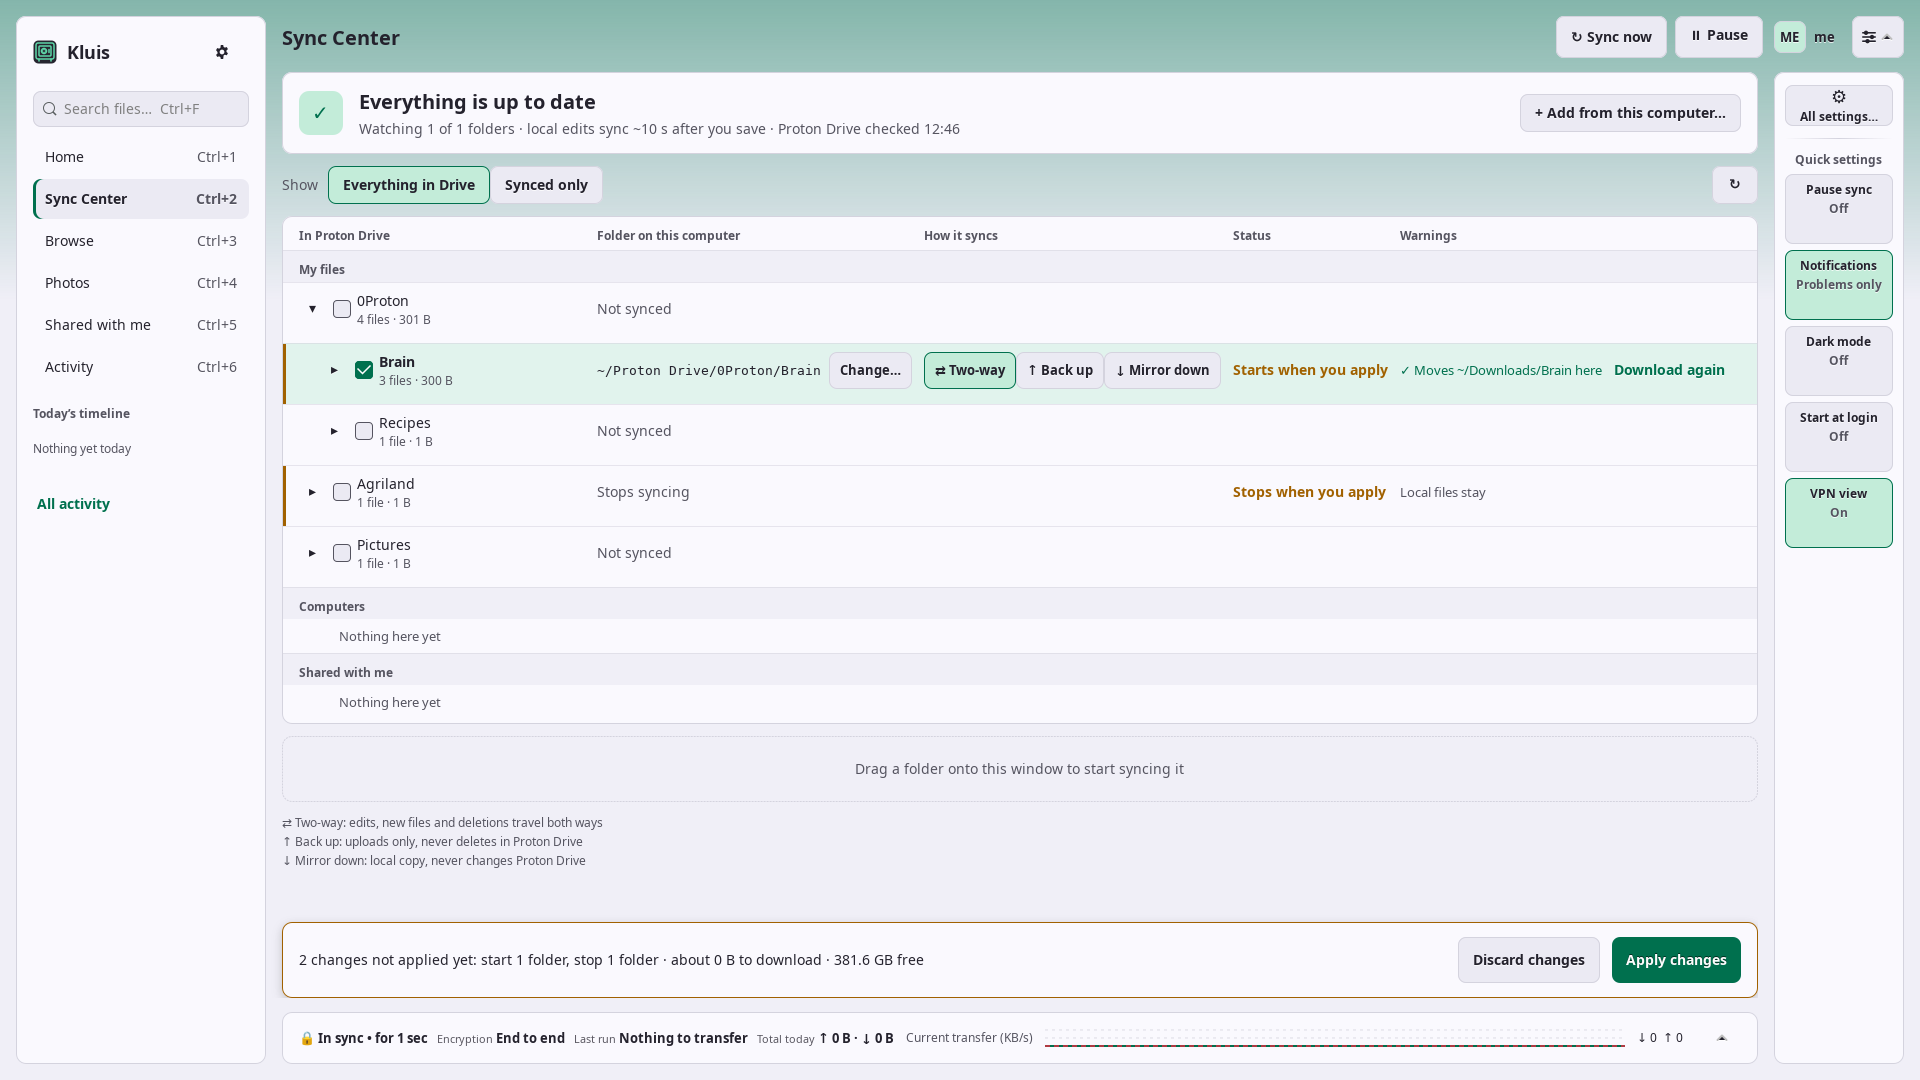 Kluis
Search files... Ctrl+F
Home Ctrl+1
Sync Center Ctrl+2
Browse Ctrl+3
Photos Ctrl+4
Shared with me Ctrl+5
Activity Ctrl+6
Today's timeline
Nothing yet today
All activity
Sync Center
↻ Sync now
⏸ Pause
ME me
✓
Everything is up to date
Watching 1 of 1 folders · local edits sync ~10 s after you save · Proton Drive checked 12:46
+ Add from this computer...
Show Everything in Drive Synced only ↻
In Proton Drive Folder on this computer How it syncs Status Warnings
My files
0Proton
4 files · 301 B
Not synced
Brain
3 files · 300 B
~/Proton Drive/0Proton/Brain Change... ⇄ Two-way ↑ Back up ↓ Mirror down Starts when you apply ✓ Moves ~/Downloads/Brain here Download again
Recipes
1 file · 1 B
Not synced
Agriland
1 file · 1 B
Stops syncing Stops when you apply Local files stay
Pictures
1 file · 1 B
Not synced
Computers
Nothing here yet
Shared with me
Nothing here yet
Drag a folder onto this window to start syncing it
⇄ Two-way: edits, new files and deletions travel both ways
↑ Back up: uploads only, never deletes in Proton Drive
↓ Mirror down: local copy, never changes Proton Drive
2 changes not applied yet: start 1 folder, stop 1 folder · about 0 B to download · 381.6 GB free
Discard changes Apply changes
In sync • for 1 sec Encryption End to end Last run Nothing to transfer Total today ↑ 0 B · ↓ 0 B Current transfer (KB/s) ↓ 0 ↑ 0
All settings...
Quick settings
Pause sync
Off
Notifications
Problems only
Dark mode
Off
Start at login
Off
VPN view
On